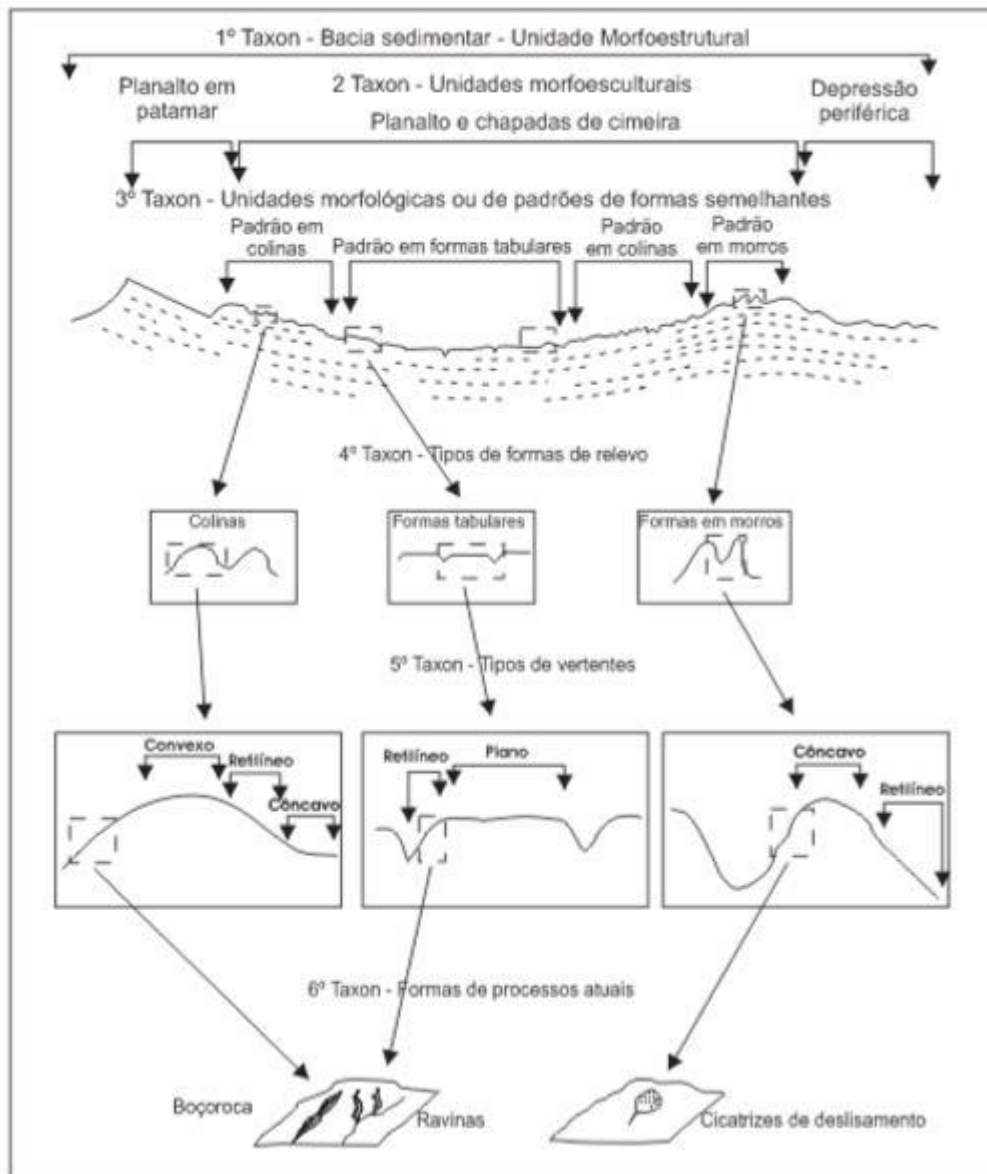 1º Taxon - Bacia sedimentar - Unidade Morfoestrutural
Planalto em
patamar
2 Taxon - Unidades morfoesculturais
Depressão
periférica
Planalto e chapadas de cimeira
3º Taxon - Unidades morfológicas ou de padrões de formas semelhantes
Padrão em
colinas
Padrão em formas tabulares
Padrão
em colinas
Padrão
em morros
4º Taxon - Tipos de formas de relevo
Colinas
Formas tabulares
Formas em morros
5º Taxon - Tipos de vertentes
Convexo
Retilíneo
Côncavo
Retilíneo
Plano
Côncavo
Retilíneo
6º Taxon - Formas de processos atuais
Boçoroca
Ravinas
Cicatrizes de deslisamento